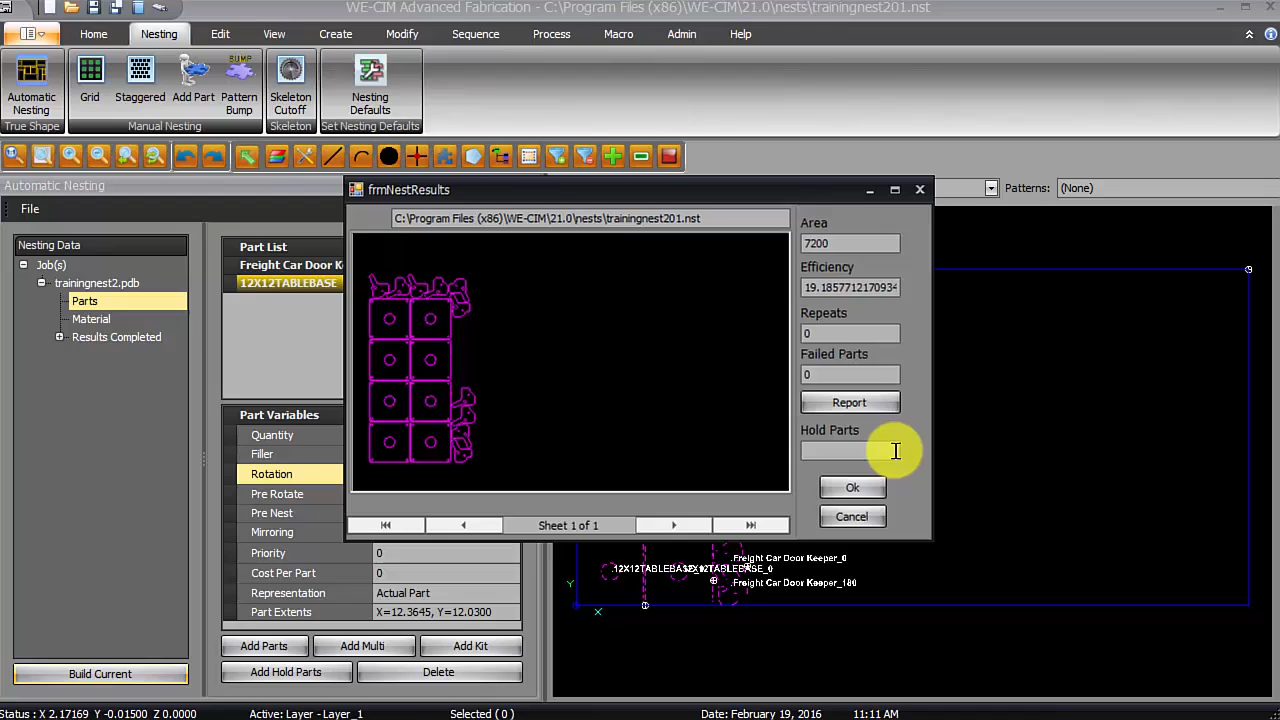 WE-CIM Advanced Fabrication - C:\Program Files (x86)\WE-CIM\21.0\nests\trainingnest201.nst
Home Nesting Edit View Create Modify Sequence Process Macro Admin Help
Automatic Nesting
Grid
Staggered
Add Part
BUMP
Pattern Bump
Skeleton Cutoff
Nesting Defaults
True Shape
Manual Nesting
Skeleton
Set Nesting Defaults
Automatic Nesting
Patterns: (None)
File
Nesting Data
Job(s)
trainingnest2.pdb
Parts
Material
Results Completed
Build Current
Part List
Freight Car Door K
12X12TABLEBASE
Part Variables
Quantity
Filler
Rotation
Pre Rotate
Pre Nest
Mirroring
Priority 0
Cost Per Part 0
Representation Actual Part
Part Extents X=12.3645, Y=12.0300
Add Parts Add Multi Add Kit
Add Hold Parts Delete
frmNestResults
C:\Program Files (x86)\WE-CIM\21.0\nests\trainingnest201.nst
Area
7200
Efficiency
19.185771217093
Repeats
0
Failed Parts
0
Report
Hold Parts
Ok
Cancel
Sheet 1 of 1
.Freight Car Door Keeper_0
.Freight Car Door Keeper_180
Y
X
Status : X 2.17169 Y -0.01500 Z 0.0000 Active: Layer - Layer_1 Selected ( 0 ) Date: February 19, 2016 11:11 AM